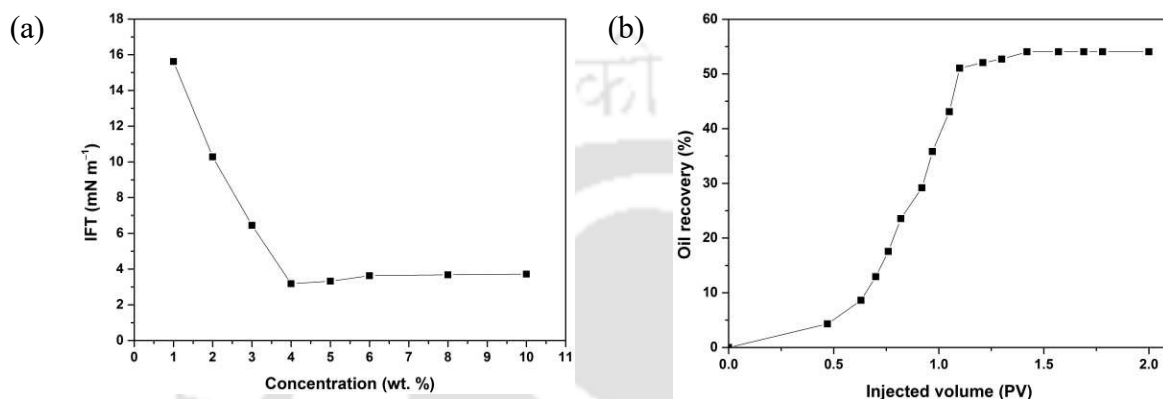 (a)
18
16
14
12
10
8
6
4
2
0
IFT (mN m⁻¹)
0 1 2 3 4 5 6 7 8 9 10 11
Concentration (wt. %)
(b)
60
50
40
30
20
10
0
Oil recovery (%)
0.0 0.5 1.0 1.5 2.0
Injected volume (PV)